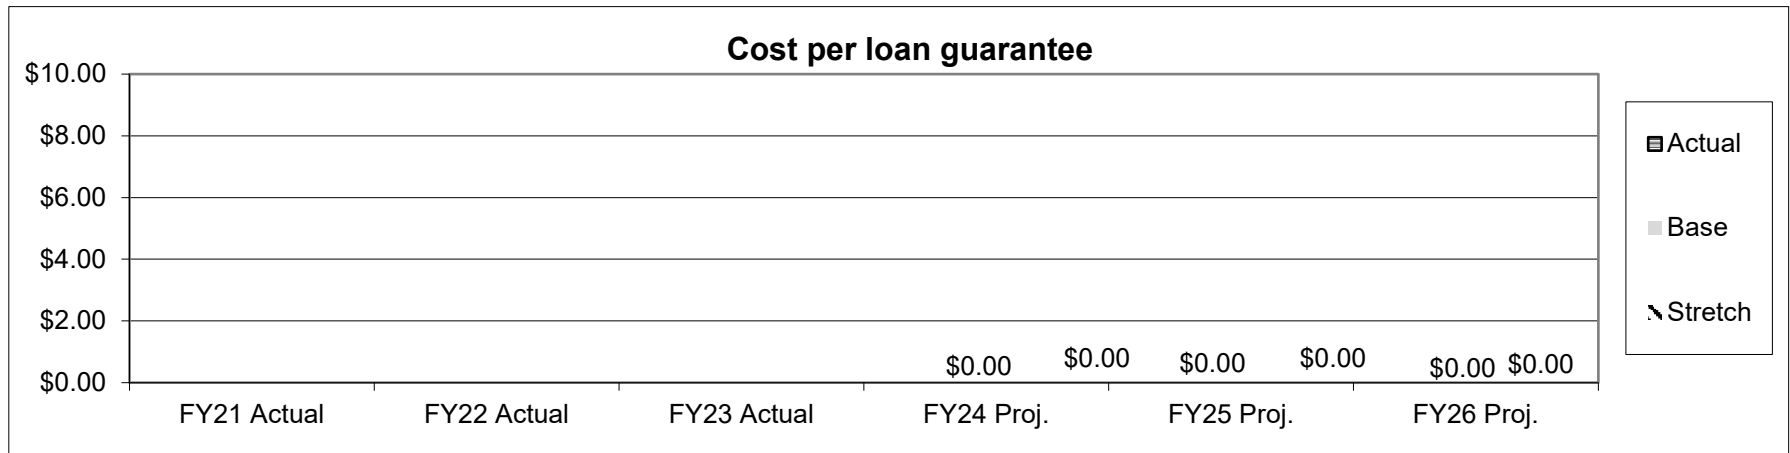 Cost per loan guarantee
$10.00
$8.00
$6.00
$4.00
$2.00
$0.00
$0.00 $0.00 $0.00 $0.00 $0.00 $0.00
FY21 Actual FY22 Actual FY23 Actual FY24 Proj. FY25 Proj. FY26 Proj.
Actual
Base
Stretch